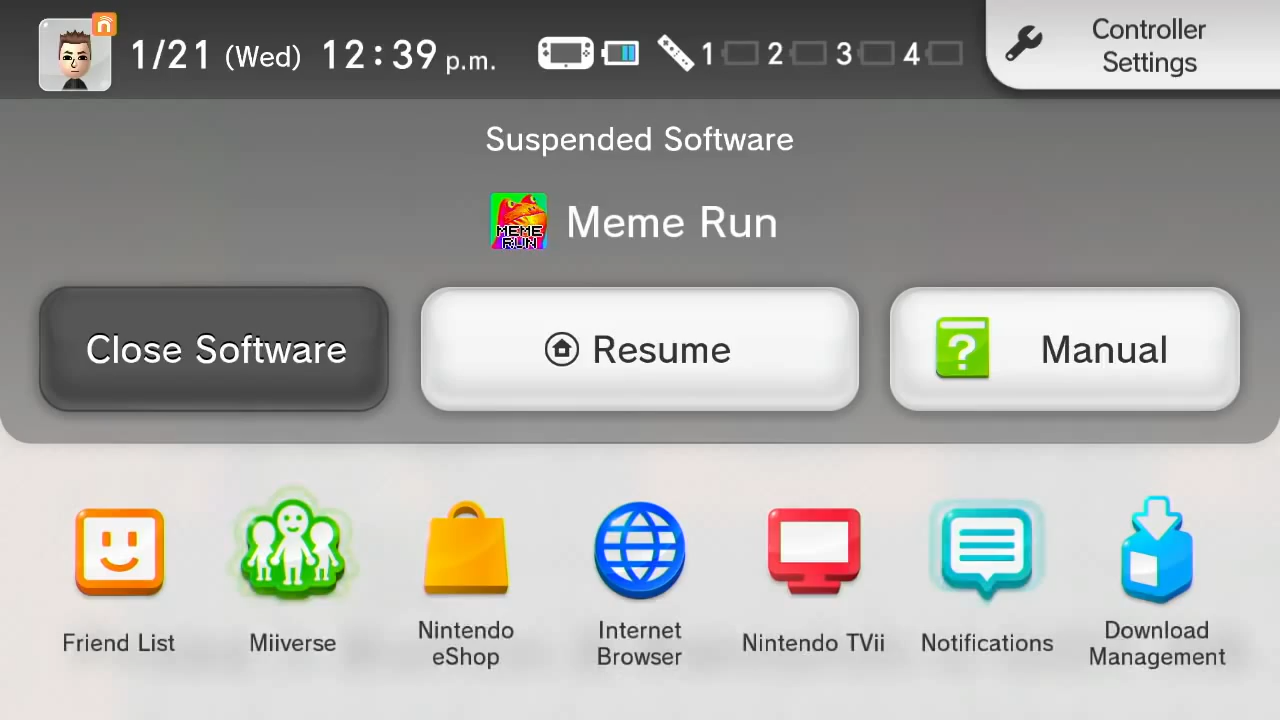 1/21 (Wed) 12:39 p.m.
1 2 3 4
Controller
Settings
Suspended Software
MEME
RUN
Meme Run
Close Software
Resume
? Manual
Friend List
Miiverse
Nintendo
eShop
Internet
Browser
Nintendo TVii
Notifications
Download
Management